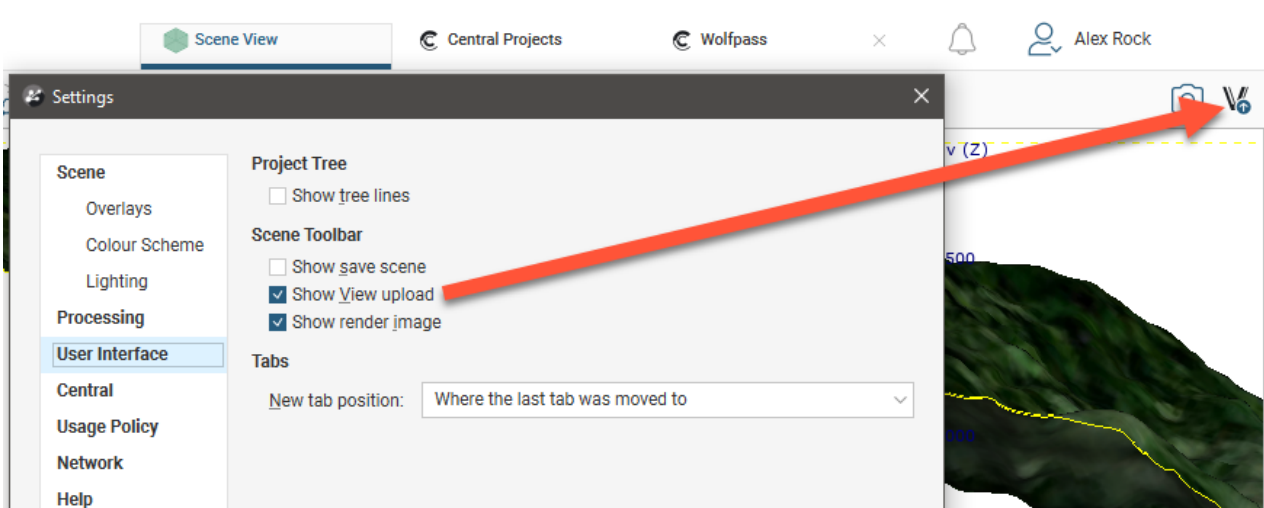 Scene View
Central Projects
Wolfpass
Alex Rock
Settings
v (Z)
Scene
Overlays
Colour Scheme
Lighting
Processing
User Interface
Central
Usage Policy
Network
Help
Project Tree
Show tree lines
Scene Toolbar
Show save scene
Show View upload
Show render image
Tabs
New tab position: Where the last tab was moved to
500
000